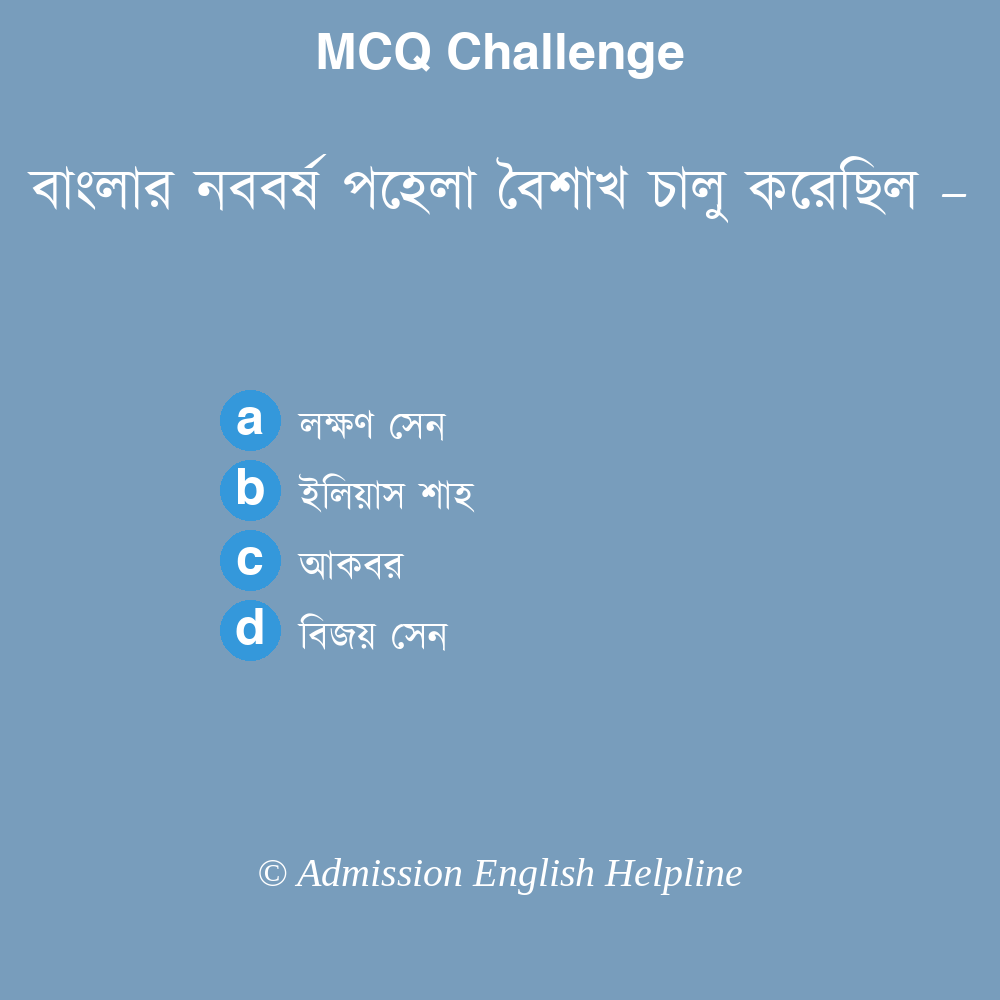 MCQ Challenge
বাংলার নববর্ষ পহেলা বৈশাখ চালু করেছিল –
a লক্ষণ সেন
b ইলিয়াস শাহ
c আকবর
d বিজয় সেন
© Admission English Helpline